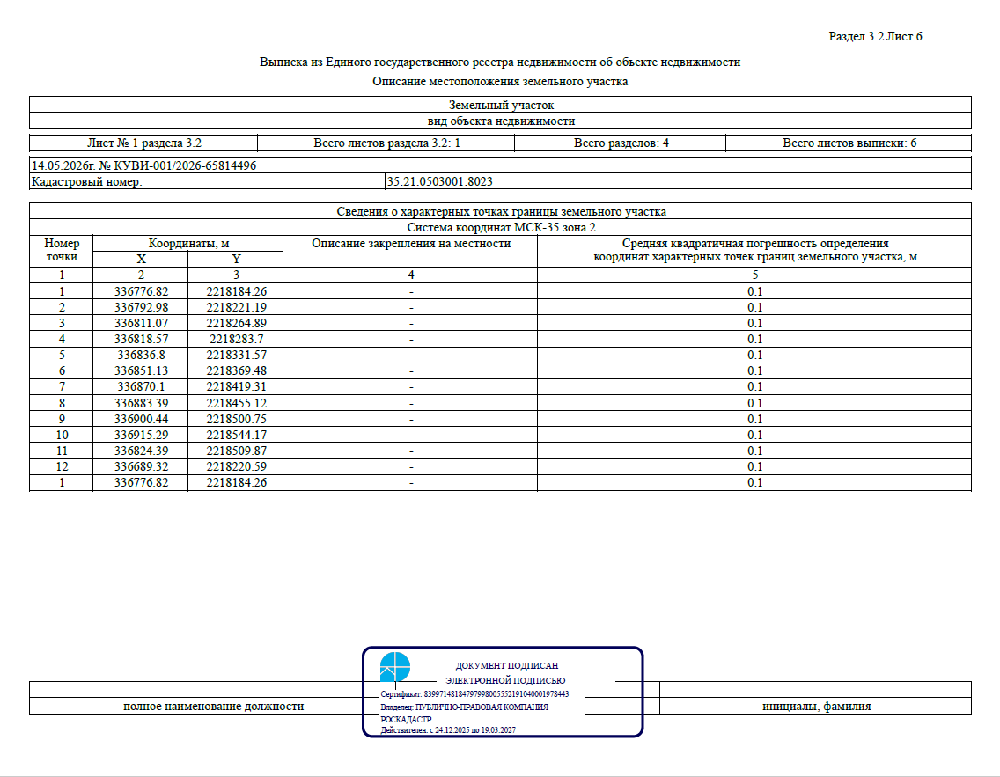 Раздел 3.2 Лист 6
Выписка из Единого государственного реестра недвижимости об объекте недвижимости
Описание местоположения земельного участка
Земельный участок
вид объекта недвижимости
Лист № 1 раздела 3.2 Всего листов раздела 3.2: 1 Всего разделов: 4 Всего листов выписки: 6
14.05.2026г. № КУВИ-001/2026-65814496
Кадастровый номер: 35:21:0503001:8023
Сведения о характерных точках границы земельного участка
Система координат МСК-35 зона 2
Номер точки Координаты, м Описание закрепления на местности Средняя квадратичная погрешность определения координат характерных точек границ земельного участка, м
X Y
1 2 3 4 5
1 336776.82 2218184.26 - 0.1
2 336792.98 2218221.19 - 0.1
3 336811.07 2218264.89 - 0.1
4 336818.57 2218283.7 - 0.1
5 336836.8 2218331.57 - 0.1
6 336851.13 2218369.48 - 0.1
7 336870.1 2218419.31 - 0.1
8 336883.39 2218455.12 - 0.1
9 336900.44 2218500.75 - 0.1
10 336915.29 2218544.17 - 0.1
11 336824.39 2218509.87 - 0.1
12 336689.32 2218220.59 - 0.1
1 336776.82 2218184.26 - 0.1
ДОКУМЕНТ ПОДПИСАН
ЭЛЕКТРОННОЙ ПОДПИСЬЮ
Сертификат: 83997148184797998005552191040001978443
Владелец: ПУБЛИЧНО-ПРАВОВАЯ КОМПАНИЯ
РОСКАДАСТР
Действителен: с 24.12.2025 по 19.03.2027
полное наименование должности инициалы, фамилия